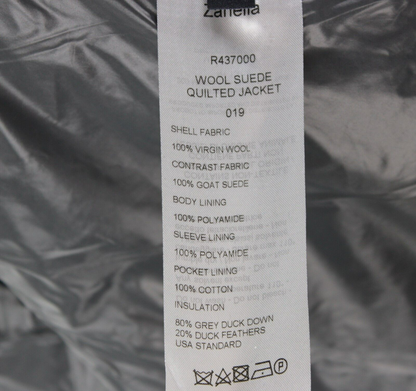 Zanella
R437000
WOOL SUEDE
QUILTED JACKET
019
SHELL FABRIC
100% VIRGIN WOOL
CONTRAST FABRIC
100% GOAT SUEDE
BODY LINING
100% POLYAMIDE
SLEEVE LINING
100% POLYAMIDE
POCKET LINING
100% COTTON
INSULATION
80% GREY DUCK DOWN
20% DUCK FEATHERS
USA STANDARD
P